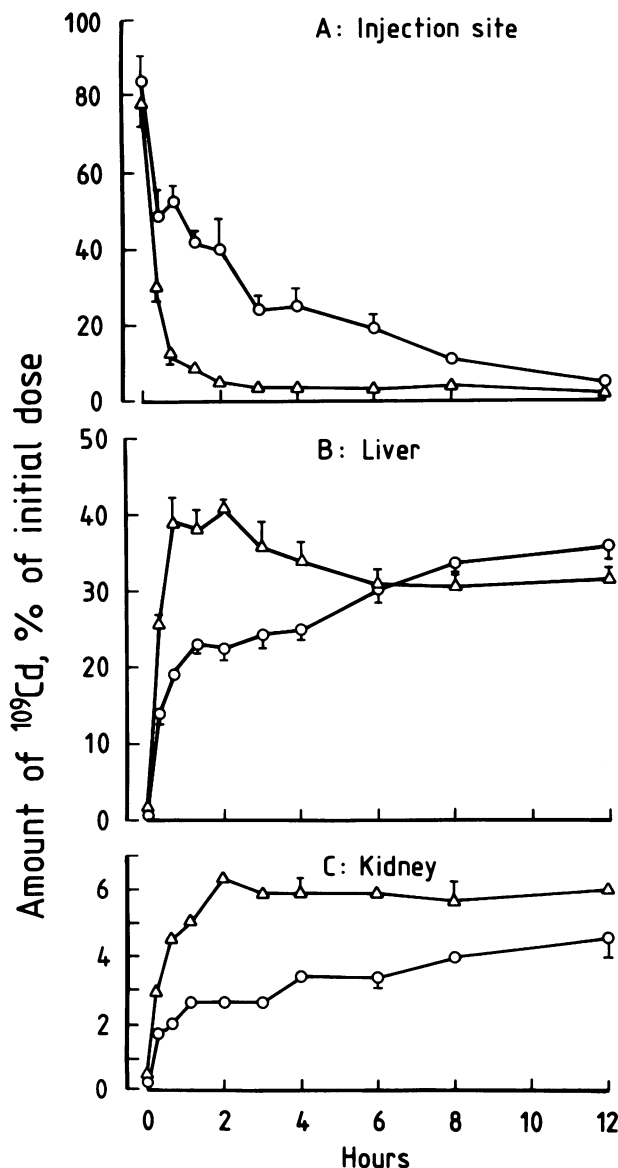 A: Injection site
100
80
60
40
20
0
B: Liver
50
40
30
20
10
0
C: Kidney
6
4
2
0
0 2 4 6 8 10 12
Hours
Amount of ¹⁰⁹Cd, % of initial dose